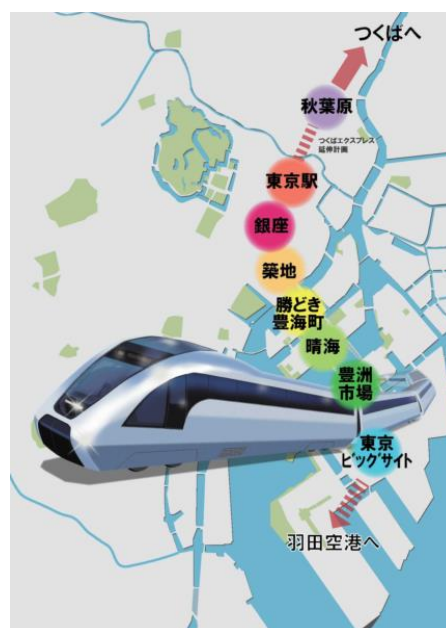 つくばへ
秋葉原
つくばエクスプレス
延伸計画
東京駅
銀座
築地
勝どき
豊海町
晴海
豊洲
市場
東京
ビッグサイト
羽田空港へ